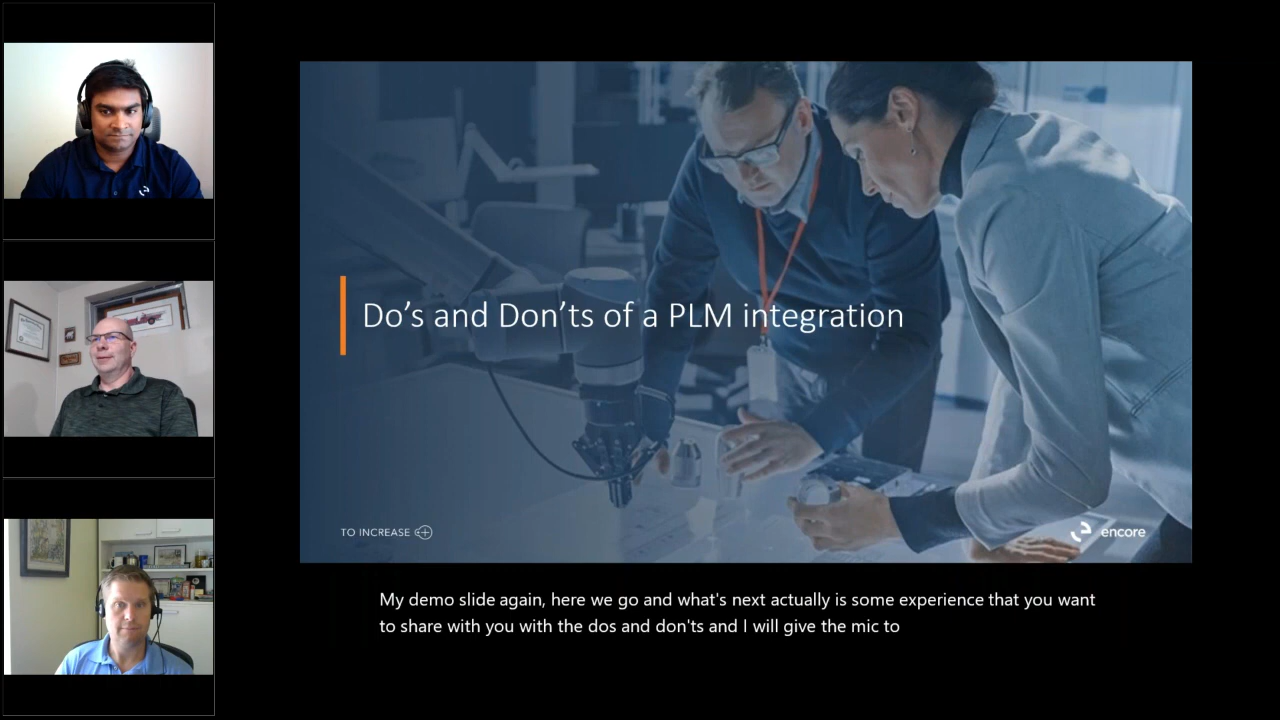 Do's and Don'ts of a PLM integration
TO INCREASE
encore
My demo slide again, here we go and what's next actually is some experience that you want
to share with you with the dos and don'ts and I will give the mic to